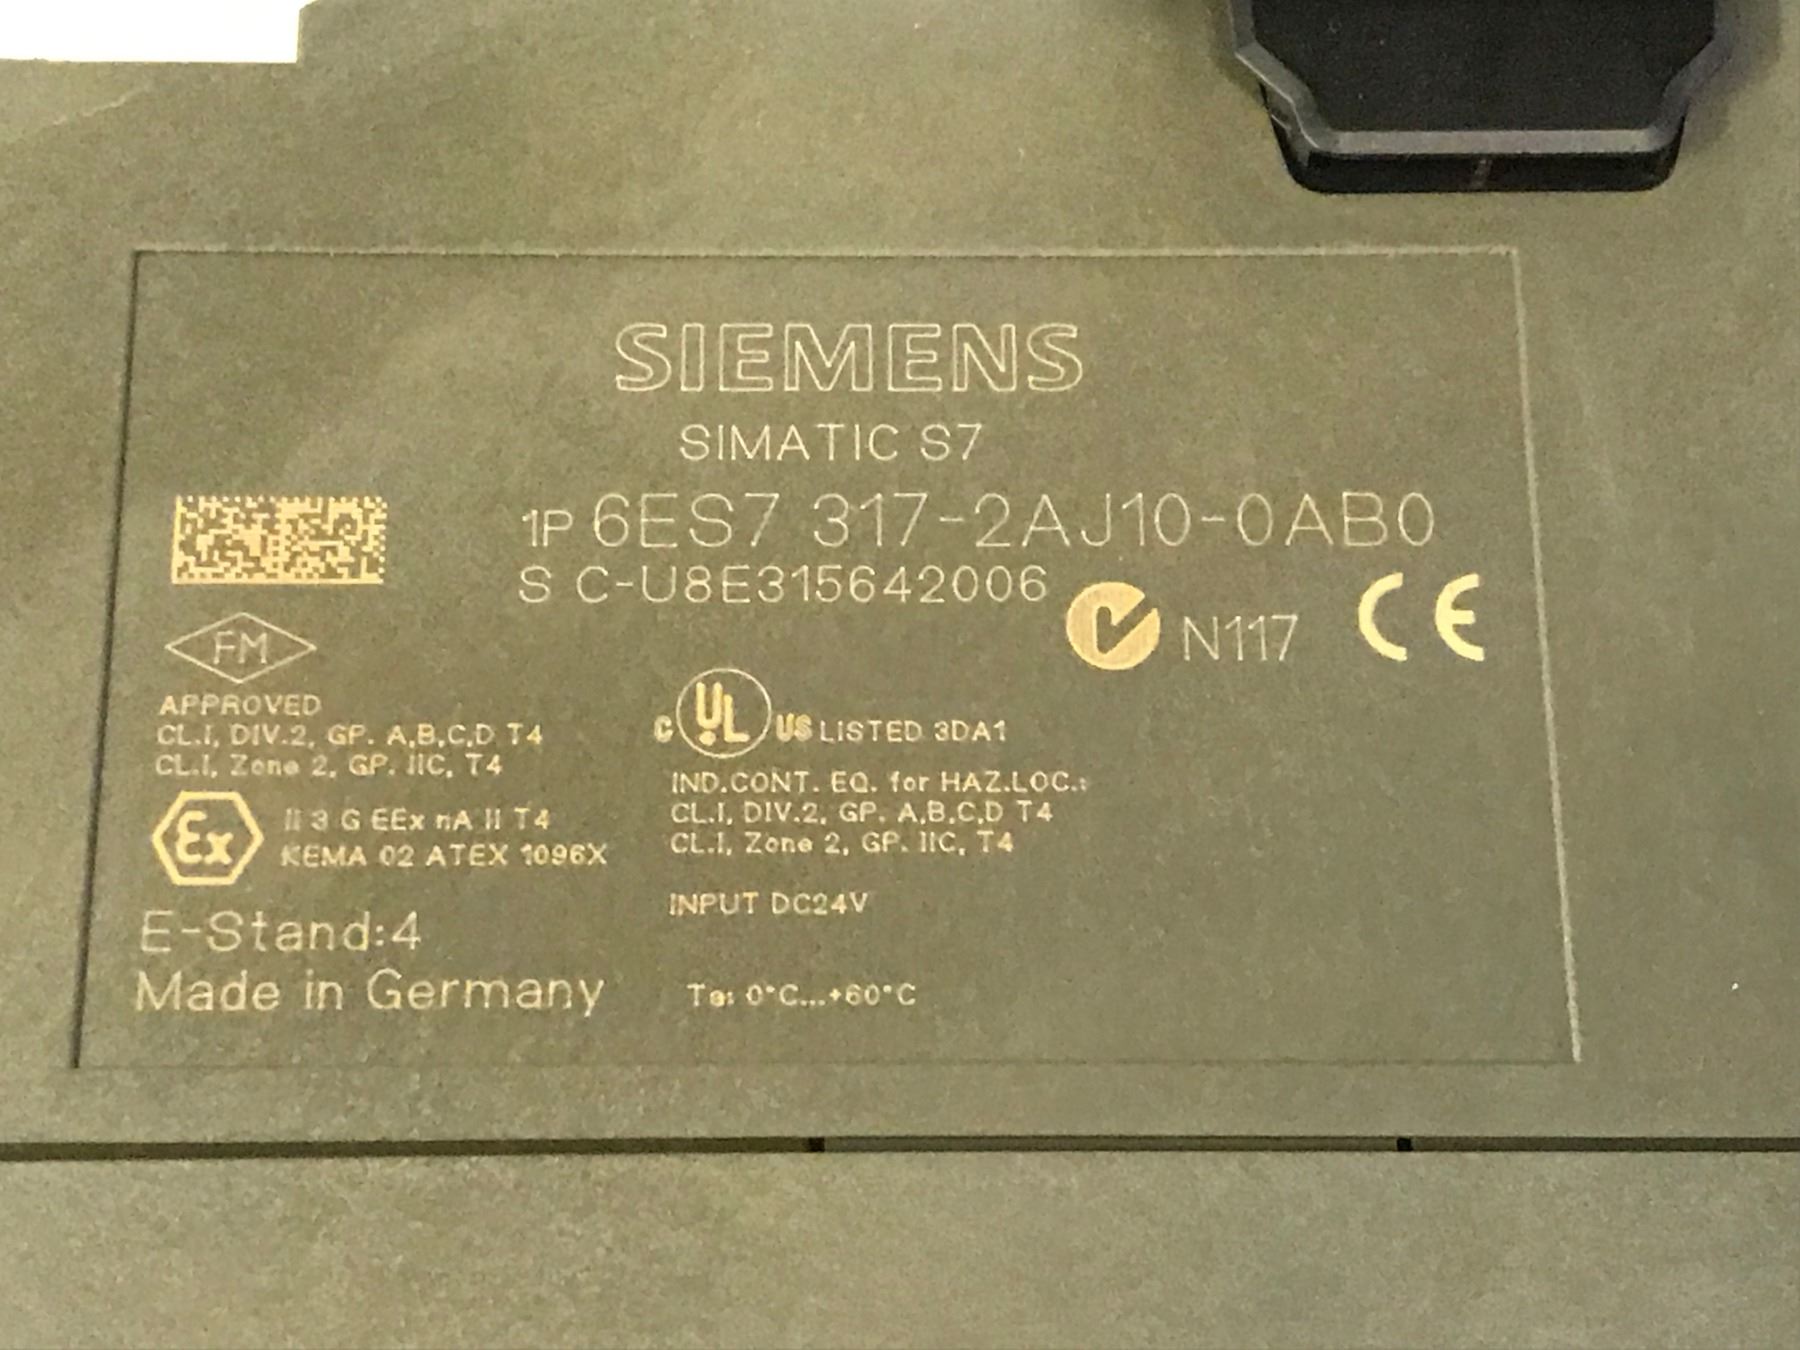 SIEMENS
SIMATIC S7
1P 6ES7 317-2AJ10-0AB0
S C-U8E315642006
N117 CE
FM
APPROVED
CL.I, DIV.2, GP. A,B,C,D T4
CL.I, Zone 2, GP. IIC, T4
Ex II 3 G EEx nA II T4
KEMA 02 ATEX 1096X
E-Stand:4
Made in Germany
C UL US LISTED 3DA1
IND.CONT. EQ. for HAZ.LOC.:
CL.I, DIV.2, GP. A,B,C,D T4
CL.I, Zone 2, GP. IIC, T4
INPUT DC24V
Ta: 0°C...+60°C